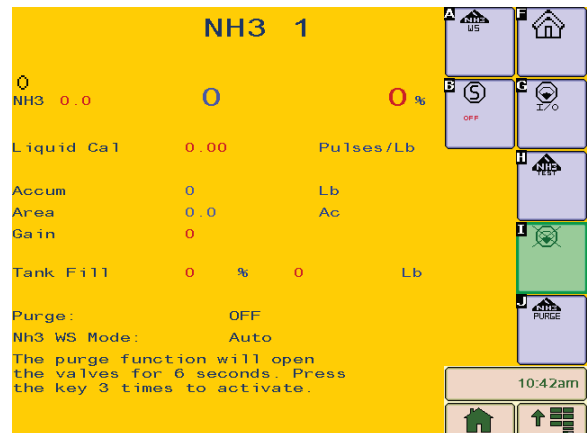 NH3 1
0
NH3 0.0 0 0 %
Liquid Cal 0.00 Pulses/Lb
Accum 0 Lb
Area 0.0 Ac
Gain 0
Tank Fill 0 % 0 Lb
Purge: OFF
Nh3 WS Mode: Auto
The purge function will open
the valves for 6 seconds. Press
the key 3 times to activate.
A NH3
WS
F
B S
OFF
G
I/O
H NH3
TEST
I
J NH3
PURGE
10:42am